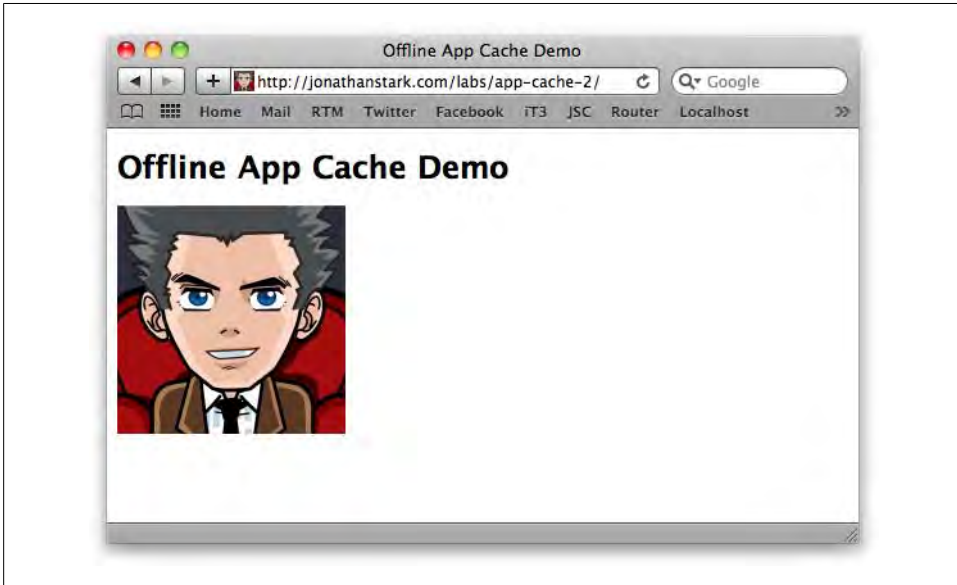 Offline App Cache Demo
http://jonathanstark.com/labs/app-cache-2/ Google
Home Mail RTM Twitter Facebook iT3 JSC Router Localhost
Offline App Cache Demo